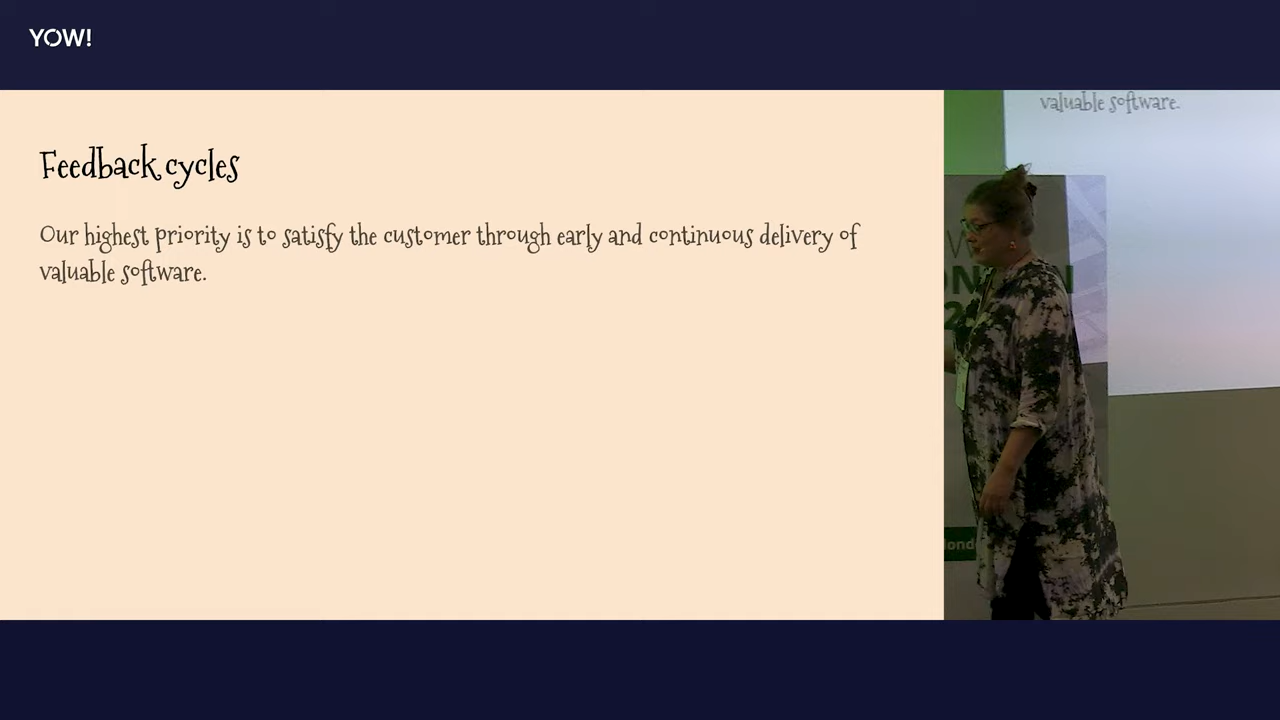 YOW!
Feedback cycles
Our highest priority is to satisfy the customer through early and continuous delivery of
valuable software.
valuable software.